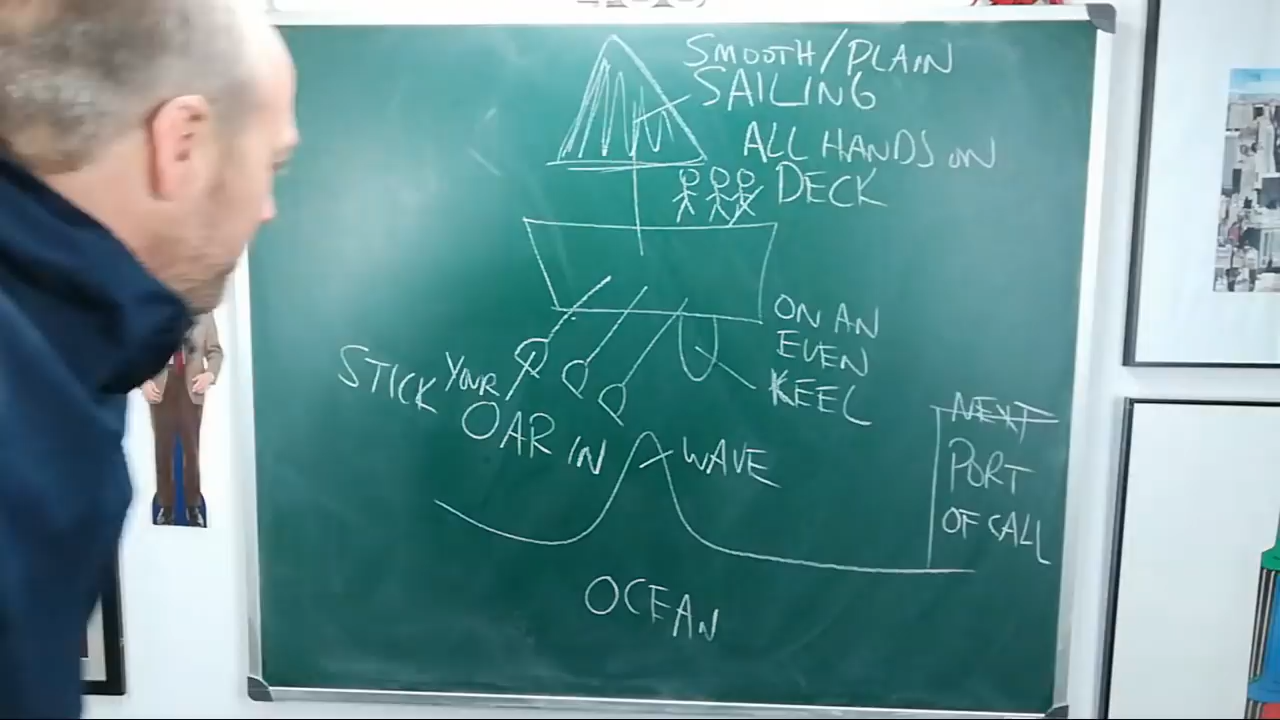 SMOOTH/PLAIN
SAILING
ALL HANDS ON
DECK
ON AN
EVEN
KEEL
STICK YOUR
OAR IN
WAVE
NEXT
PORT
OF CALL
OCEAN